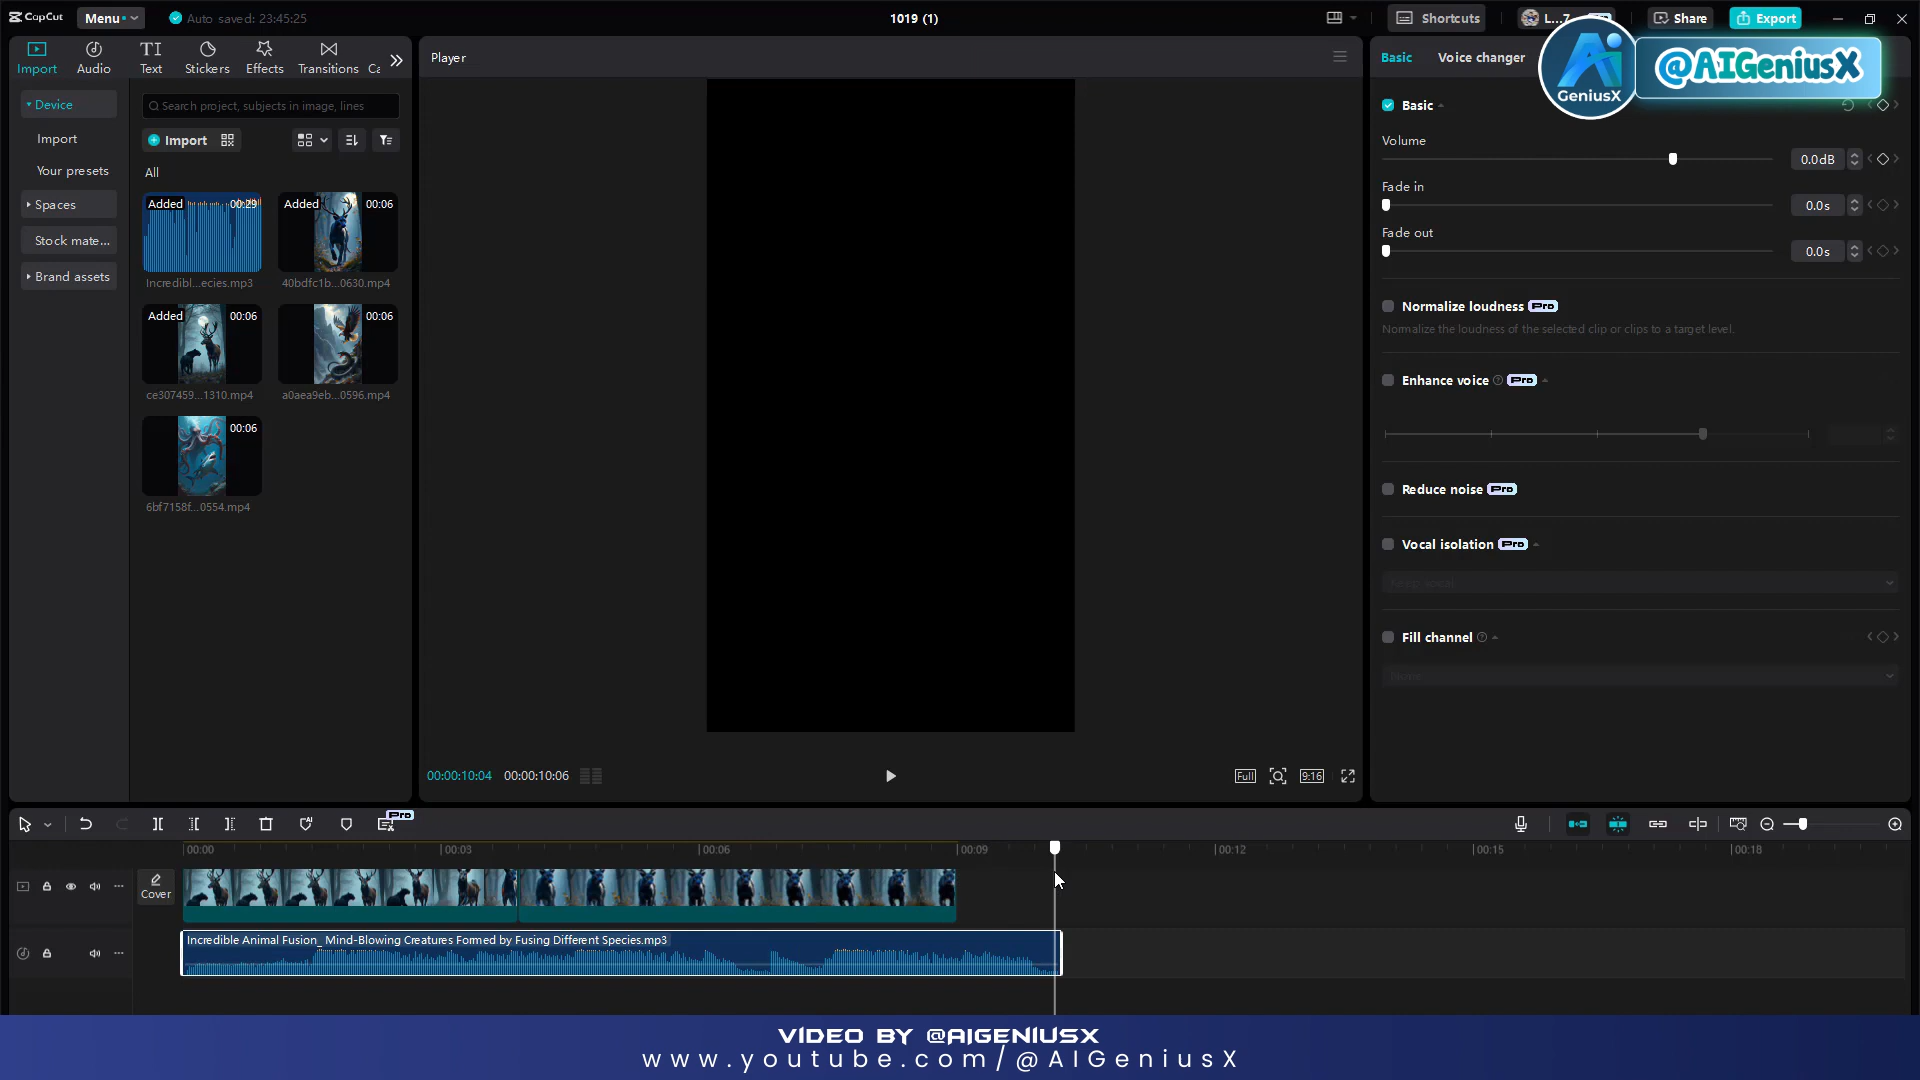 CapCut
Menu
Auto saved: 23:45:25
1019 (1)
Shortcuts
L...7
Share
Export
Import
Audio
Text
Stickers
Effects
Transitions
Ca
Player
Basic
Voice changer
Ai
GeniusX
@AIGeniusX
Device
Import
Your presets
Spaces
Stock mate...
Brand assets
Search project, subjects in image, lines
Import
All
Added
00:29
Incredibl...ecies.mp3
Added
00:06
40bdfc1b...0630.mp4
Added
00:06
ce307459...1310.mp4
00:06
a0aea9eb...0596.mp4
00:06
6bf7158f...0554.mp4
Basic
Volume
0.0dB
Fade in
0.0s
Fade out
0.0s
Normalize loudness Pro
Normalize the loudness of the selected clip or clips to a target level.
Enhance voice Pro
Reduce noise Pro
Vocal isolation Pro
Keep vocal
Fill channel
None
00:00:10:04
00:00:10:06
Full
9:16
Pro
00:00
00:03
00:06
00:09
00:12
00:15
00:18
Cover
Incredible Animal Fusion_ Mind-Blowing Creatures Formed by Fusing Different Species.mp3
VIDEO BY @AIGENIUSX
www.youtube.com/@AIGeniusX